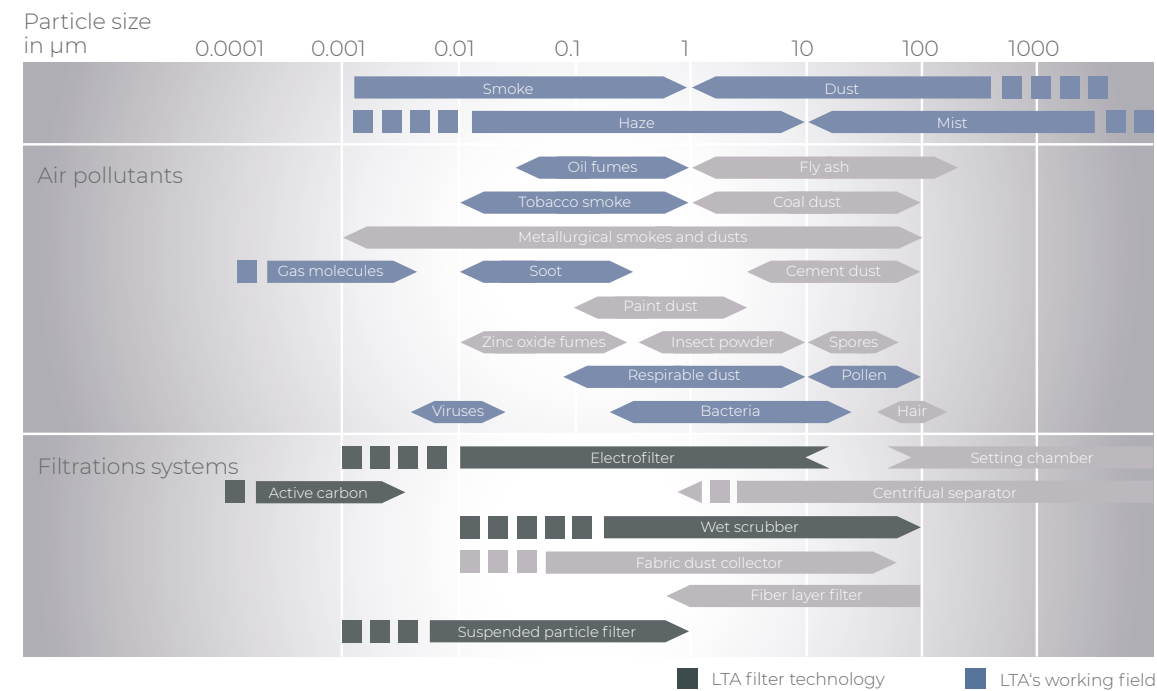 Particle size
in µm
0.0001 0.001 0.01 0.1 1 10 100 1000
Smoke Dust
Haze Mist
Air pollutants
Oil fumes Fly ash
Tobacco smoke Coal dust
Metallurgical smokes and dusts
Gas molecules Soot Cement dust
Paint dust
Zinc oxide fumes Insect powder Spores
Respirable dust Pollen
Viruses Bacteria Hair
Filtrations systems
Electrofilter Setting chamber
Active carbon Centrifual separator
Wet scrubber
Fabric dust collector
Fiber layer filter
Suspended particle filter
LTA filter technology LTA‘s working field